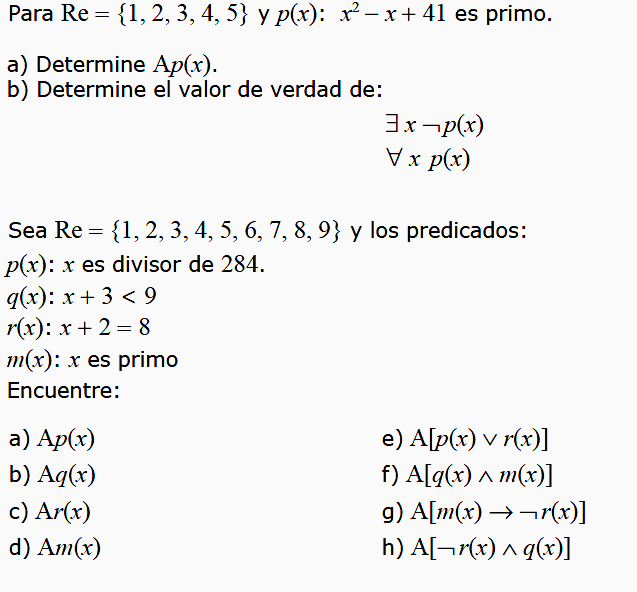 Para Re = {1, 2, 3, 4, 5} y p(x): x² – x + 41 es primo.
a) Determine Ap(x).
b) Determine el valor de verdad de:
∃ x ¬p(x)
∀ x p(x)
Sea Re = {1, 2, 3, 4, 5, 6, 7, 8, 9} y los predicados:
p(x): x es divisor de 284.
q(x): x + 3 < 9
r(x): x + 2 = 8
m(x): x es primo
Encuentre:
a) Ap(x)
b) Aq(x)
c) Ar(x)
d) Am(x)
e) A[p(x) ∨ r(x)]
f) A[q(x) ∧ m(x)]
g) A[m(x) → ¬r(x)]
h) A[¬r(x) ∧ q(x)]